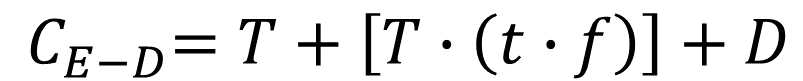 C_{E-D} = T + [T · (t · f)] + D